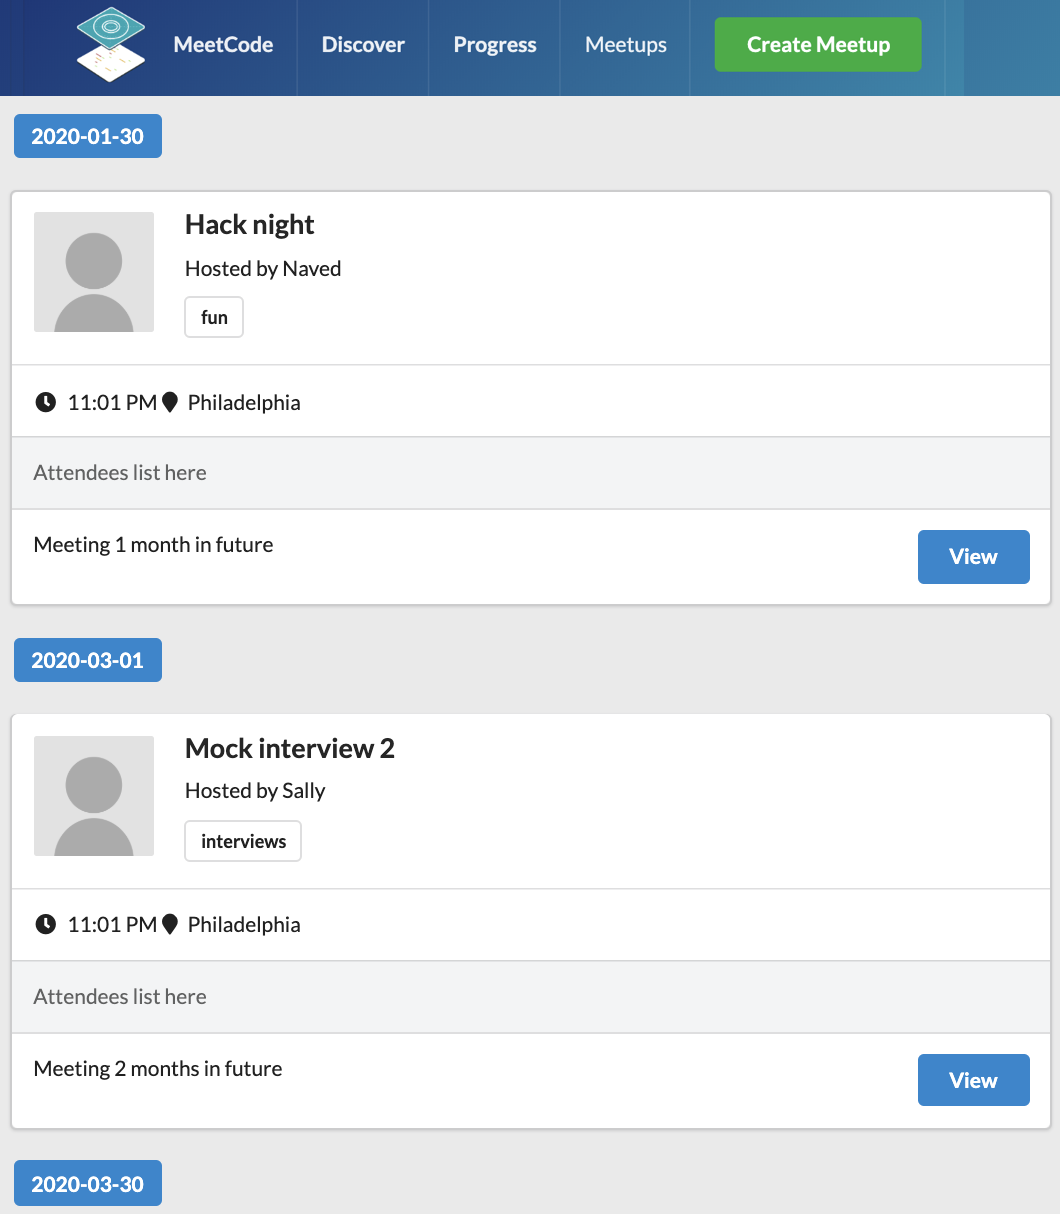 MeetCode Discover Progress Meetups Create Meetup
2020-01-30
Hack night
Hosted by Naved
fun
11:01 PM Philadelphia
Attendees list here
Meeting 1 month in future
View
2020-03-01
Mock interview 2
Hosted by Sally
interviews
11:01 PM Philadelphia
Attendees list here
Meeting 2 months in future
View
2020-03-30